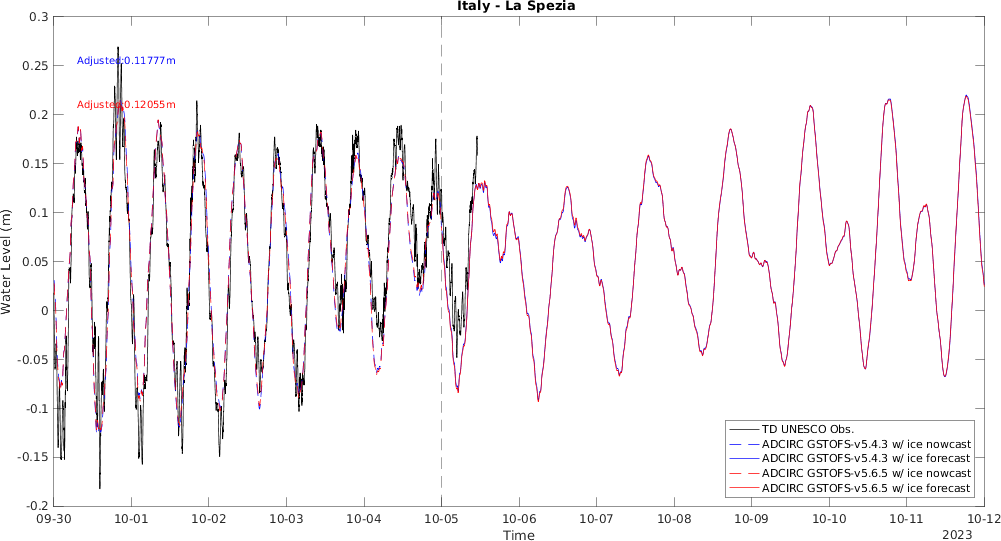 Italy - La Spezia
0.3
0.25
0.2
0.15
0.1
0.05
0
-0.05
-0.1
-0.15
-0.2
Water Level (m)
Adjusted:0.11777m
Adjusted:0.12055m
TD UNESCO Obs.
ADCIRC GSTOFS-v5.4.3 w/ ice nowcast
ADCIRC GSTOFS-v5.4.3 w/ ice forecast
ADCIRC GSTOFS-v5.6.5 w/ ice nowcast
ADCIRC GSTOFS-v5.6.5 w/ ice forecast
09-30 10-01 10-02 10-03 10-04 10-05 10-06 10-07 10-08 10-09 10-10 10-11 10-12
Time
2023